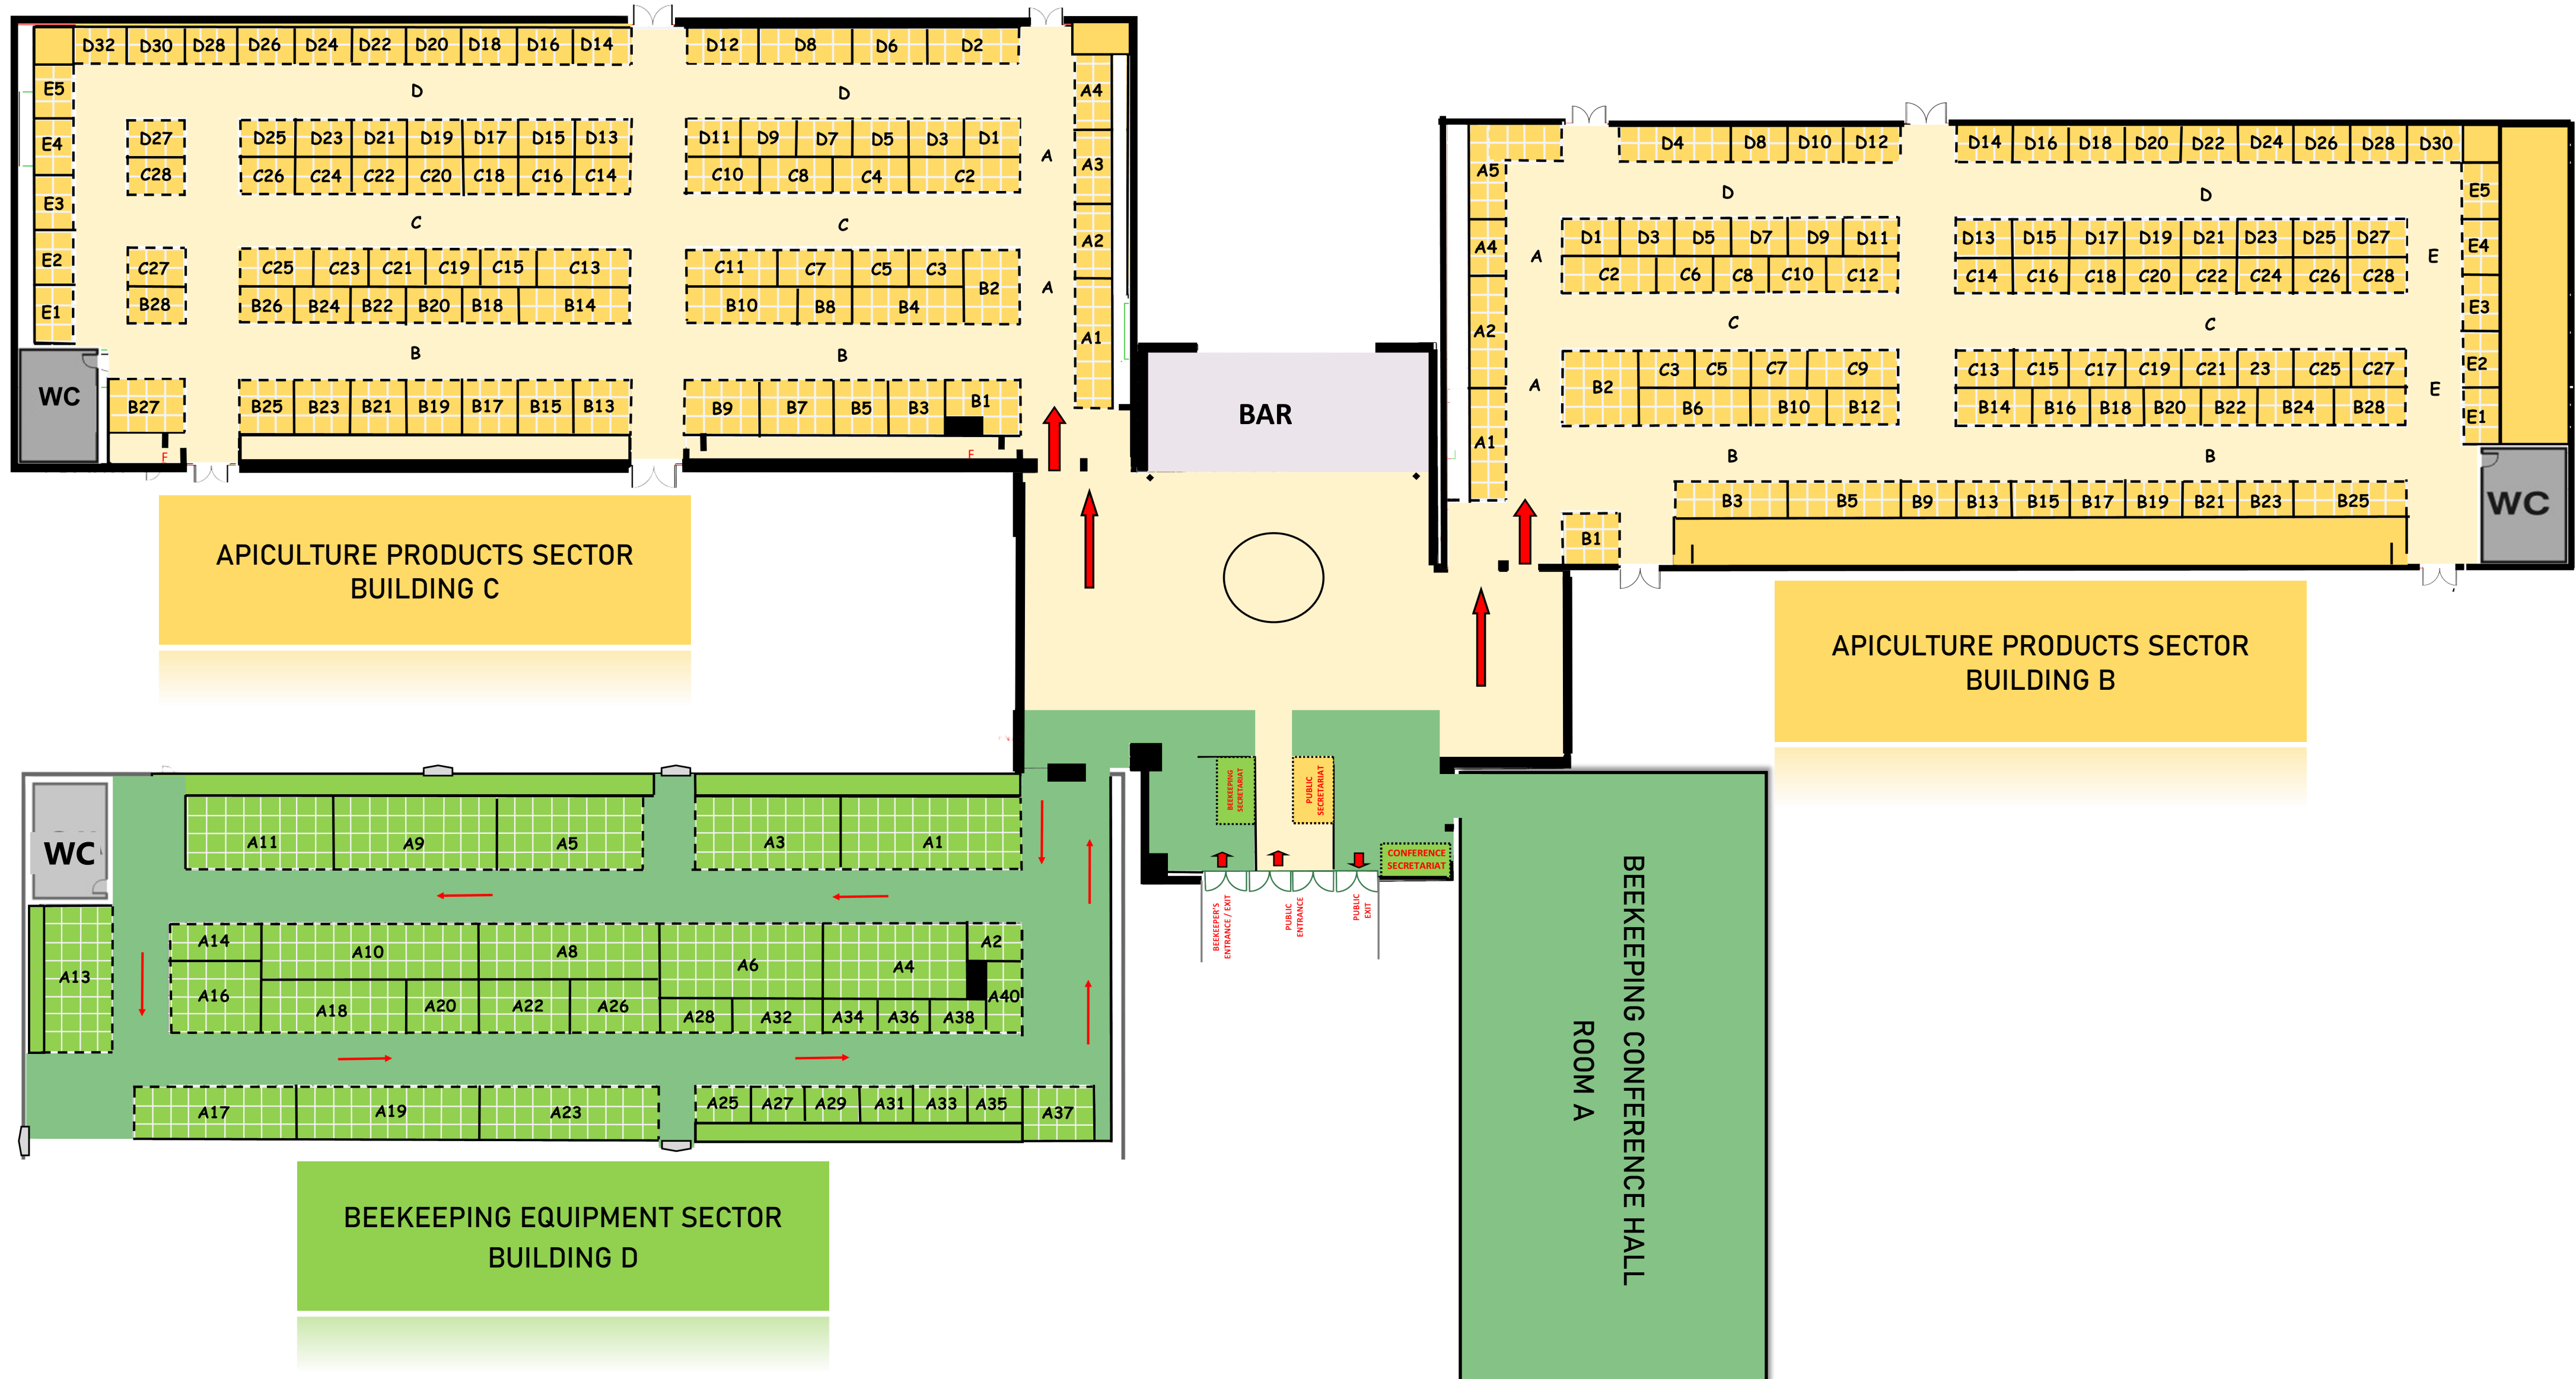 D32 D30 D28 D26 D24 D22 D20 D18 D16 D14 D12 D8 D6 D2
E5 D D A4
E4 D27 D25 D23 D21 D19 D17 D15 D13 D11 D9 D7 D5 D3 D1 A A3
C28 C26 C24 C22 C20 C18 C16 C14 C10 C8 C4 C2
E3 C C
E2 C27 C25 C23 C21 C19 C15 C13 C11 C7 C5 C3 B2 A2
E1 B28 B26 B24 B22 B20 B18 B14 B10 B8 B4 A A1
B B
WC B27 B25 B23 B21 B19 B17 B15 B13 B9 B7 B5 B3 B1
F F
APICULTURE PRODUCTS SECTOR
BUILDING C
BAR
D4 D8 D10 D12 D14 D16 D18 D20 D22 D24 D26 D28 D30
A5 D D E5
A4 A D1 D3 D5 D7 D9 D11 D13 D15 D17 D19 D21 D23 D25 D27 E E4
C2 C6 C8 C10 C12 C14 C16 C18 C20 C22 C24 C26 C28
A2 C C E3
A B2 C3 C5 C7 C9 C13 C15 C17 C19 C21 23 C25 C27 E E2
B6 B10 B12 B14 B16 B18 B20 B22 B24 B28 E1
A1 B B
B3 B5 B9 B13 B15 B17 B19 B21 B23 B25 WC
B1
APICULTURE PRODUCTS SECTOR
BUILDING B
BEEKEEPING
SECRETARIAT
PUBLIC
SECRETARIAT
CONFERENCE
SECRETARIAT
BEEKEEPER'S
ENTRANCE / EXIT
PUBLIC
ENTRANCE
PUBLIC
EXIT
WC A11 A9 A5 A3 A1
A13 A14 A10 A8 A6 A4 A2
A16 A18 A20 A22 A26 A28 A32 A34 A36 A38 A40
A17 A19 A23 A25 A27 A29 A31 A33 A35 A37
BEEKEEPING EQUIPMENT SECTOR
BUILDING D
BEEKEEPING CONFERENCE HALL
ROOM A